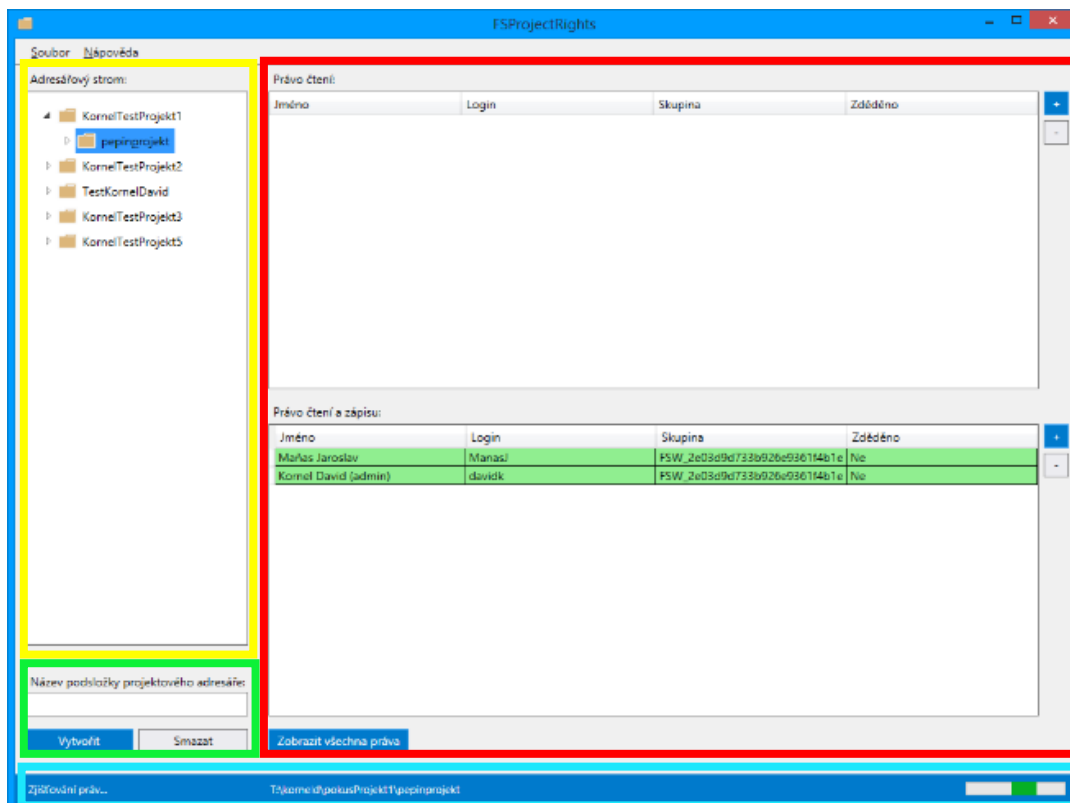 FSProjectRights
Soubor Nápověda
Adresářový strom:
KornelTestProjekt1
pepinprojekt
KornelTestProjekt2
TestKornelDavid
KornelTestProjekt3
KornelTestProjekt5
Název podsložky projektového adresáře:
Vytvořit Smazat
Právo čtení:
Jméno Login Skupina Zděděno
+
-
Právo čtení a zápisu:
Jméno Login Skupina Zděděno
+
-
Maňas Jaroslav ManasJ FSW_2e03d9d733b926e9361f4b1e Ne
Kornel David (admin) davidk FSW_2e03d9d733b926e9361f4b1e Ne
Zobrazit všechna práva
Zjišťování práv... T:\korneld\pokusProjekt1\pepinprojekt